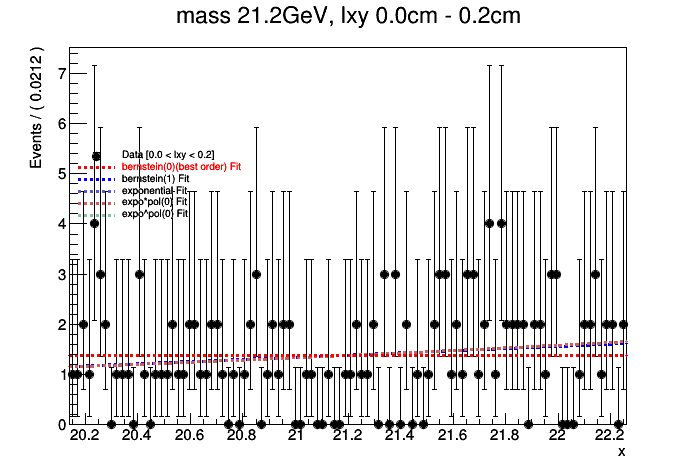 mass 21.2GeV, lxy 0.0cm - 0.2cm
Events / ( 0.0212 )
7
6
5
4
3
2
1
0
Data [0.0 < lxy < 0.2]
bernstein(0)(best order) Fit
bernstein(1) Fit
exponential Fit
expo*pol(0) Fit
expo^pol(0) Fit
20.2 20.4 20.6 20.8 21 21.2 21.4 21.6 21.8 22 22.2
x